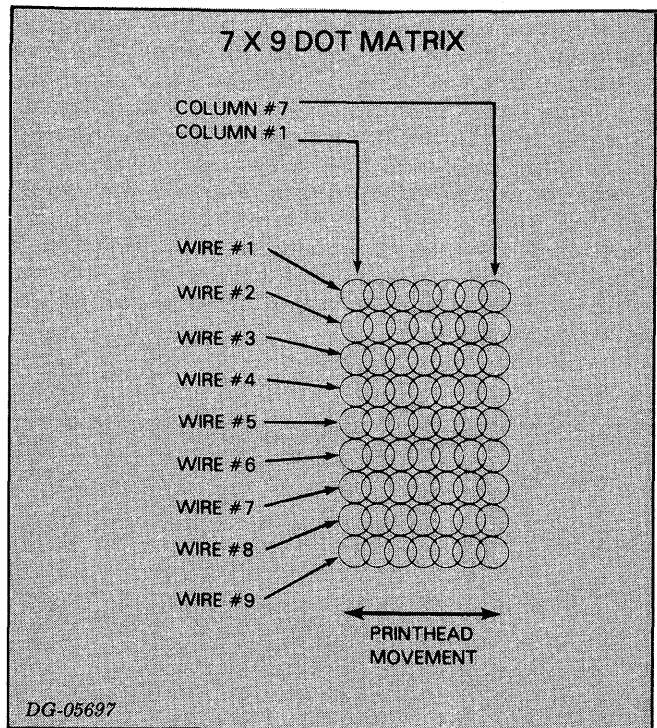 7 X 9 DOT MATRIX
COLUMN #7
COLUMN #1
WIRE #1
WIRE #2
WIRE #3
WIRE #4
WIRE #5
WIRE #6
WIRE #7
WIRE #8
WIRE #9
PRINTHEAD
MOVEMENT
DG-05697